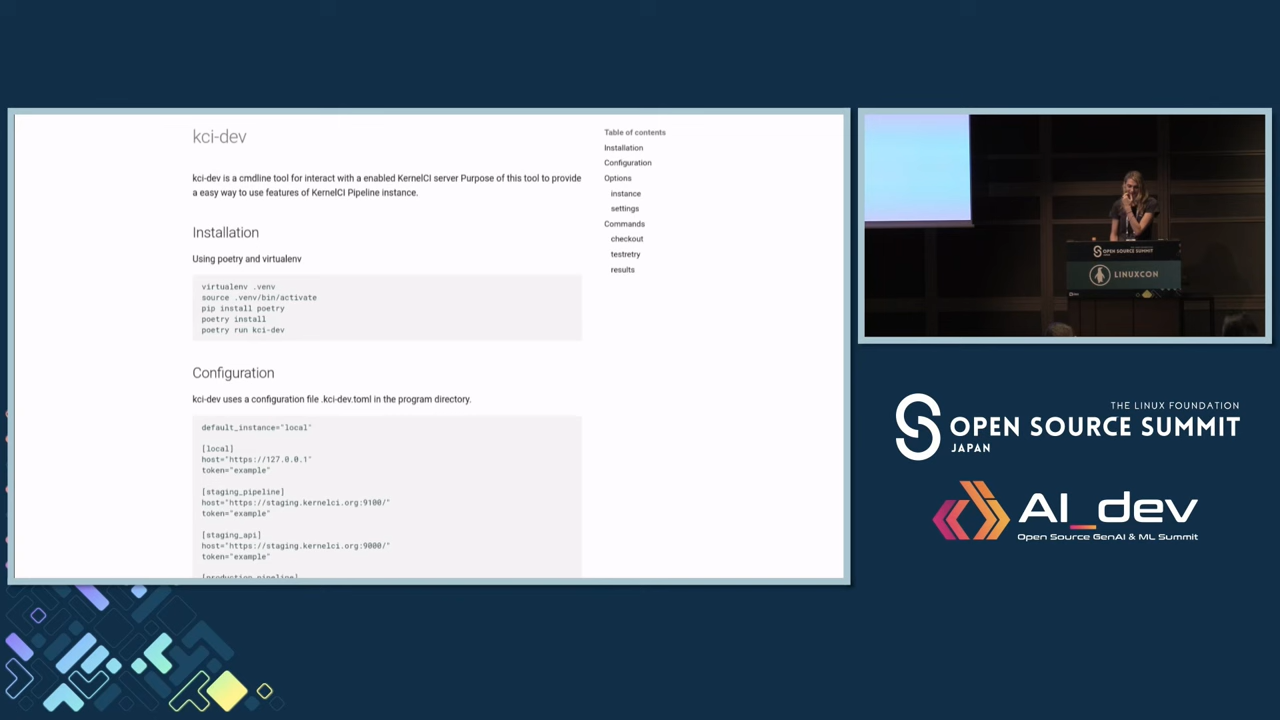 kci-dev
kci-dev is a cmdline tool for interact with a enabled KernelCI server Purpose of this tool to provide
a easy way to use features of KernelCI Pipeline instance.
Installation
Using poetry and virtualenv
virtualenv .venv
source .venv/bin/activate
pip install poetry
poetry install
poetry run kci-dev
Configuration
kci-dev uses a configuration file .kci-dev.toml in the program directory.
default_instance="local"
[local]
host="https://127.0.0.1"
token="example"
[staging_pipeline]
host="https://staging.kernelci.org:9100/"
token="example"
[staging_api]
host="https://staging.kernelci.org:9000/"
token="example"
[production_pipeline]
Table of contents
Installation
Configuration
Options
instance
settings
Commands
checkout
testretry
results
OPEN SOURCE SUMMIT
LINUXCON
THE LINUX FOUNDATION
OPEN SOURCE SUMMIT
JAPAN
AI_dev
Open Source GenAI & ML Summit